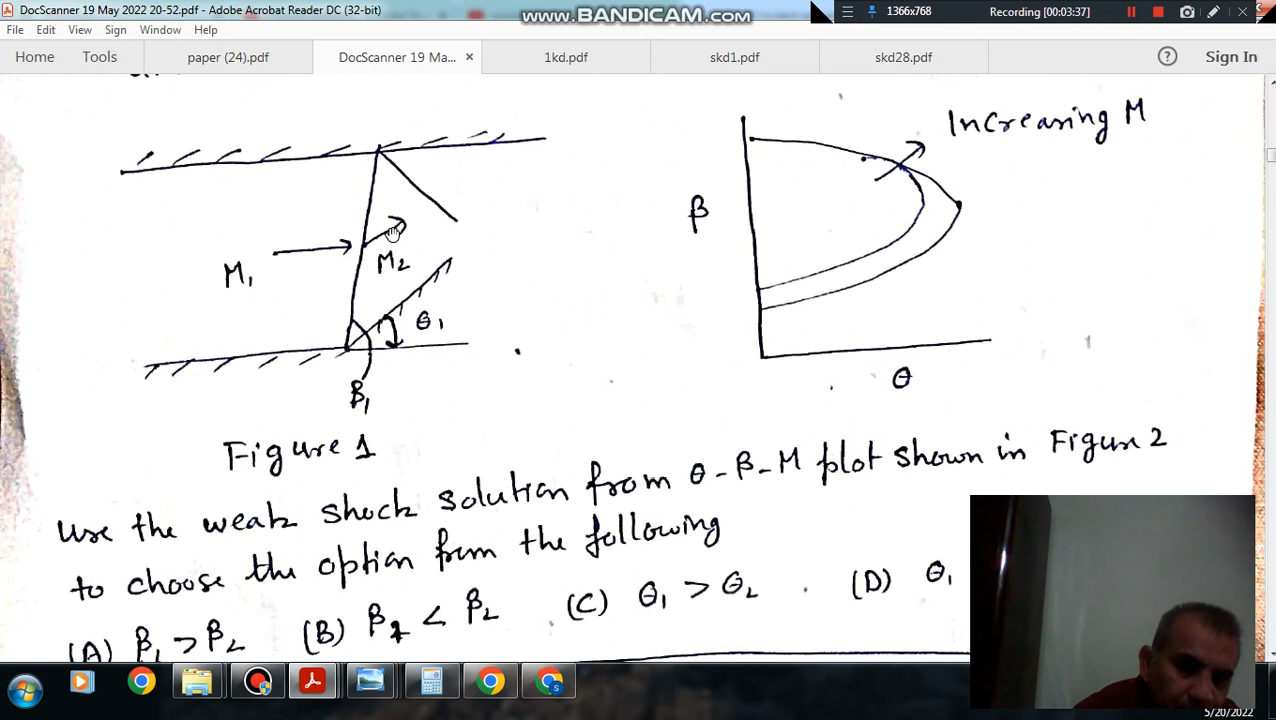 DocScanner 19 May 2022 20-52.pdf - Adobe Acrobat Reader DC (32-bit)
www.BANDICAM.com
1366x768
Recording [00:03:37]
File Edit View Sign Window Help
Home Tools paper (24).pdf DocScanner 19 Ma... × 1kd.pdf skd1.pdf skd28.pdf Sign In
Increasing M
β
M₁
M₂
θ₁
β₁
θ
Figure 1
Use the weak shock solution from θ-β-M plot shown in Figure 2
to choose the option from the following
(A) β₁ > β₂ (B) β₁ < β₂ (C) θ₁ > θ₂ . (D) θ₁
5/20/2022